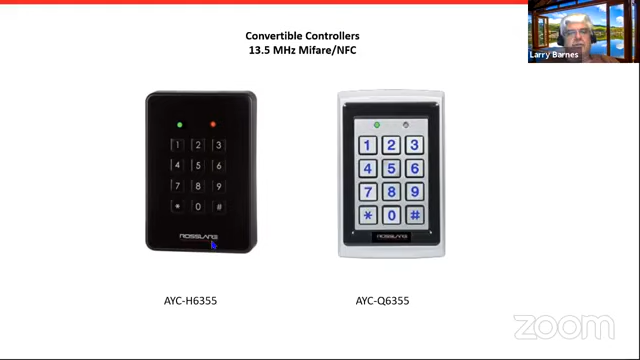 Convertible Controllers
13.5 MHz Mifare/NFC
Larry Barnes
1 2 3
4 5 6
7 8 9
* 0 #
ROSSLARE
1 2 3
4 5 6
7 8 9
* 0 #
AYC-H6355
AYC-Q6355
zoom